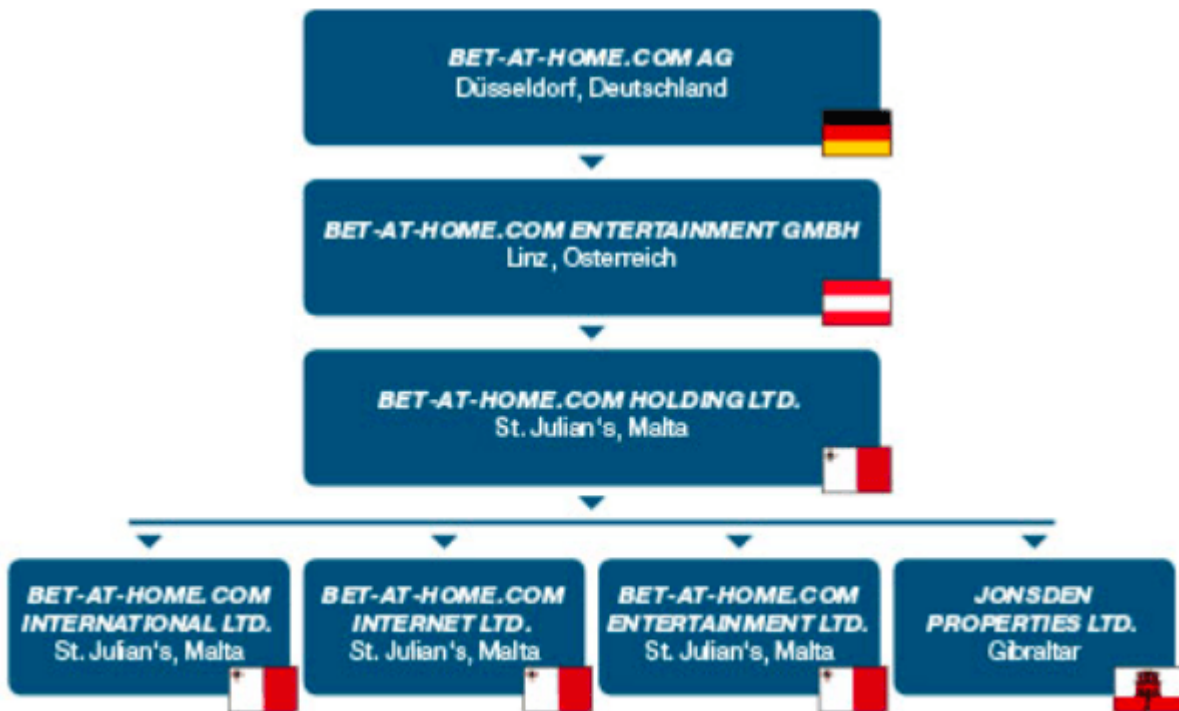 BET-AT-HOME.COM AG
Düsseldorf, Deutschland
BET-AT-HOME.COM ENTERTAINMENT GMBH
Linz, Österreich
BET-AT-HOME.COM HOLDING LTD.
St. Julian's, Malta
BET-AT-HOME.COM
INTERNATIONAL LTD.
St. Julian's, Malta
BET-AT-HOME.COM
INTERNET LTD.
St. Julian's, Malta
BET-AT-HOME.COM
ENTERTAINMENT LTD.
St. Julian's, Malta
JONSDEN
PROPERTIES LTD.
Gibraltar